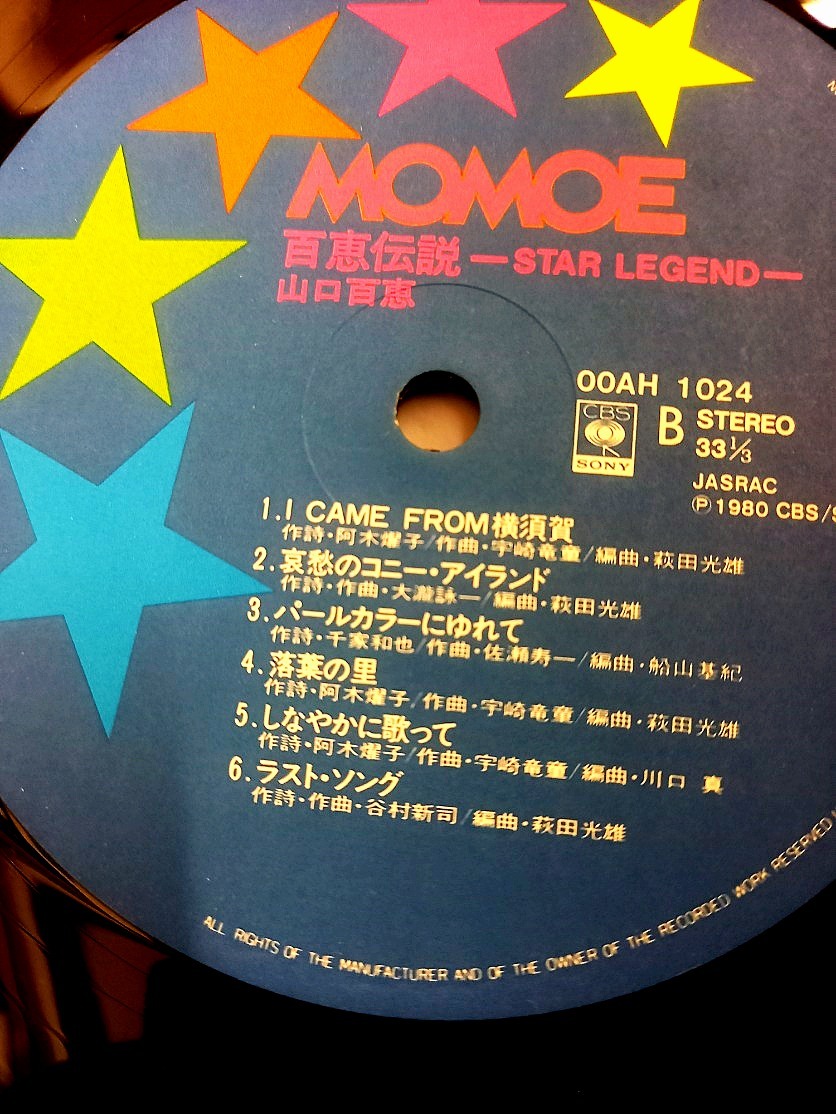 MOMOE
百恵伝説 —STAR LEGEND—
山口百恵
OOAH 1024
CBS
SONY
B STEREO
33⅓
JASRAC
Ⓟ1980 CBS/S
1.I CAME FROM横須賀
作詩・阿木燿子/作曲・宇崎竜童/編曲・萩田光雄
2.哀愁のコニー・アイランド
作詩・作曲・大瀧詠一/編曲・萩田光雄
3.パールカラーにゆれて
作詩・千家和也/作曲・佐瀬寿一/編曲・船山基紀
4.落葉の里
作詩・阿木燿子/作曲・宇崎竜童/編曲・萩田光雄
5.しなやかに歌って
作詩・阿木燿子/作曲・宇崎竜童/編曲・川口 真
6.ラスト・ソング
作詩・作曲・谷村新司/編曲・萩田光雄
ALL RIGHTS OF THE MANUFACTURER AND OF THE OWNER OF THE RECORDED WORK RESERVED